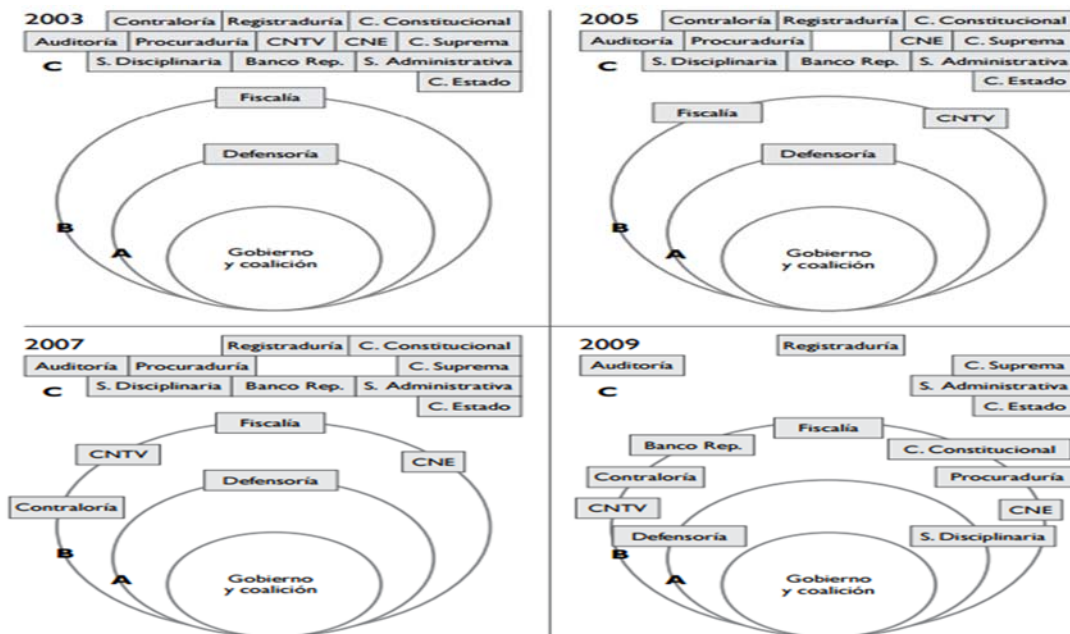 2003
Contraloría Registraduría C. Constitucional
Auditoría Procuraduría CNTV CNE C. Suprema
C S. Disciplinaria Banco Rep. S. Administrativa
C. Estado
Fiscalía
Defensoría
B
A
Gobierno
y coalición
2005
Contraloría Registraduría C. Constitucional
Auditoría Procuraduría CNE C. Suprema
C S. Disciplinaria Banco Rep. S. Administrativa
C. Estado
Fiscalía CNTV
Defensoría
B
A
Gobierno
y coalición
2007
Registraduría C. Constitucional
Auditoría Procuraduría C. Suprema
C S. Disciplinaria Banco Rep. S. Administrativa
C. Estado
Fiscalía
CNTV CNE
Defensoría
Contraloría
B
A
Gobierno
y coalición
2009
Registraduría
Auditoría C. Suprema
C S. Administrativa
C. Estado
Fiscalía
Banco Rep. C. Constitucional
Contraloría Procuraduría
CNTV CNE
Defensoría S. Disciplinaria
B
A
Gobierno
y coalición